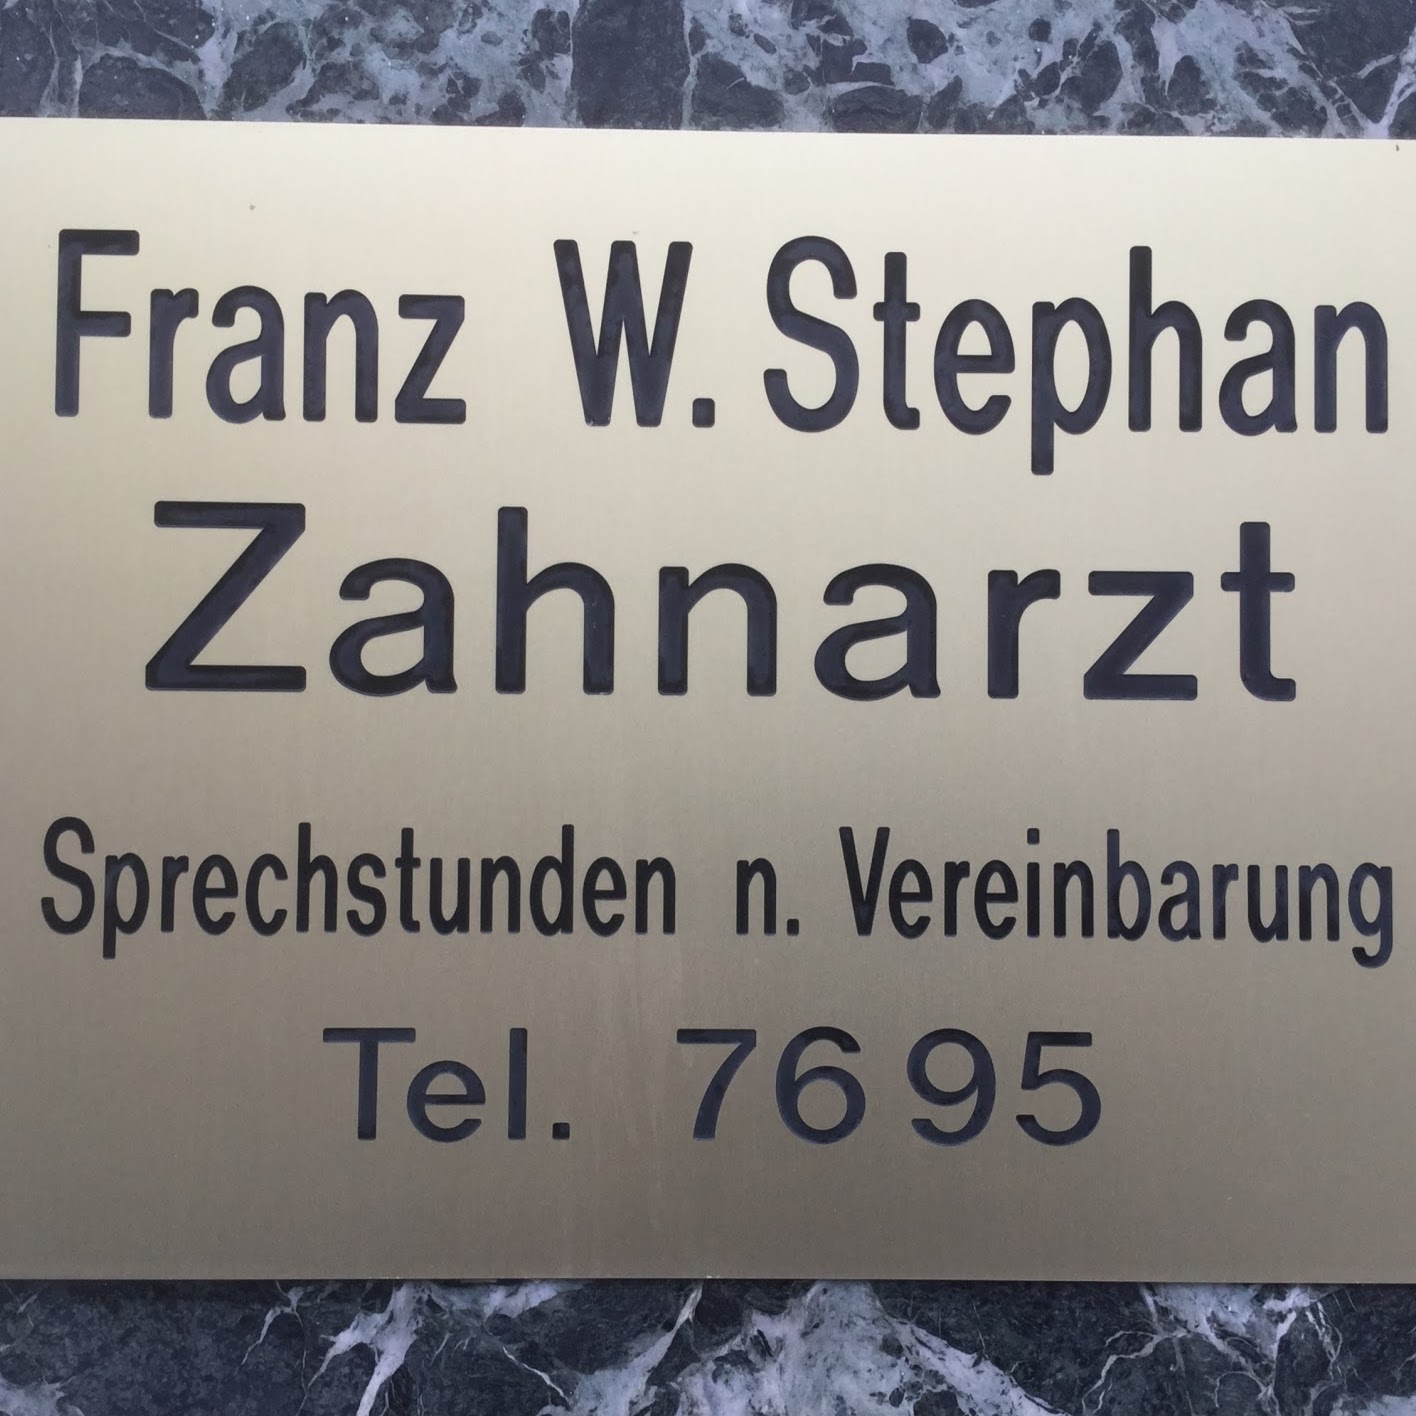 Franz W. Stephan
Zahnarzt
Sprechstunden n. Vereinbarung
Tel. 7695